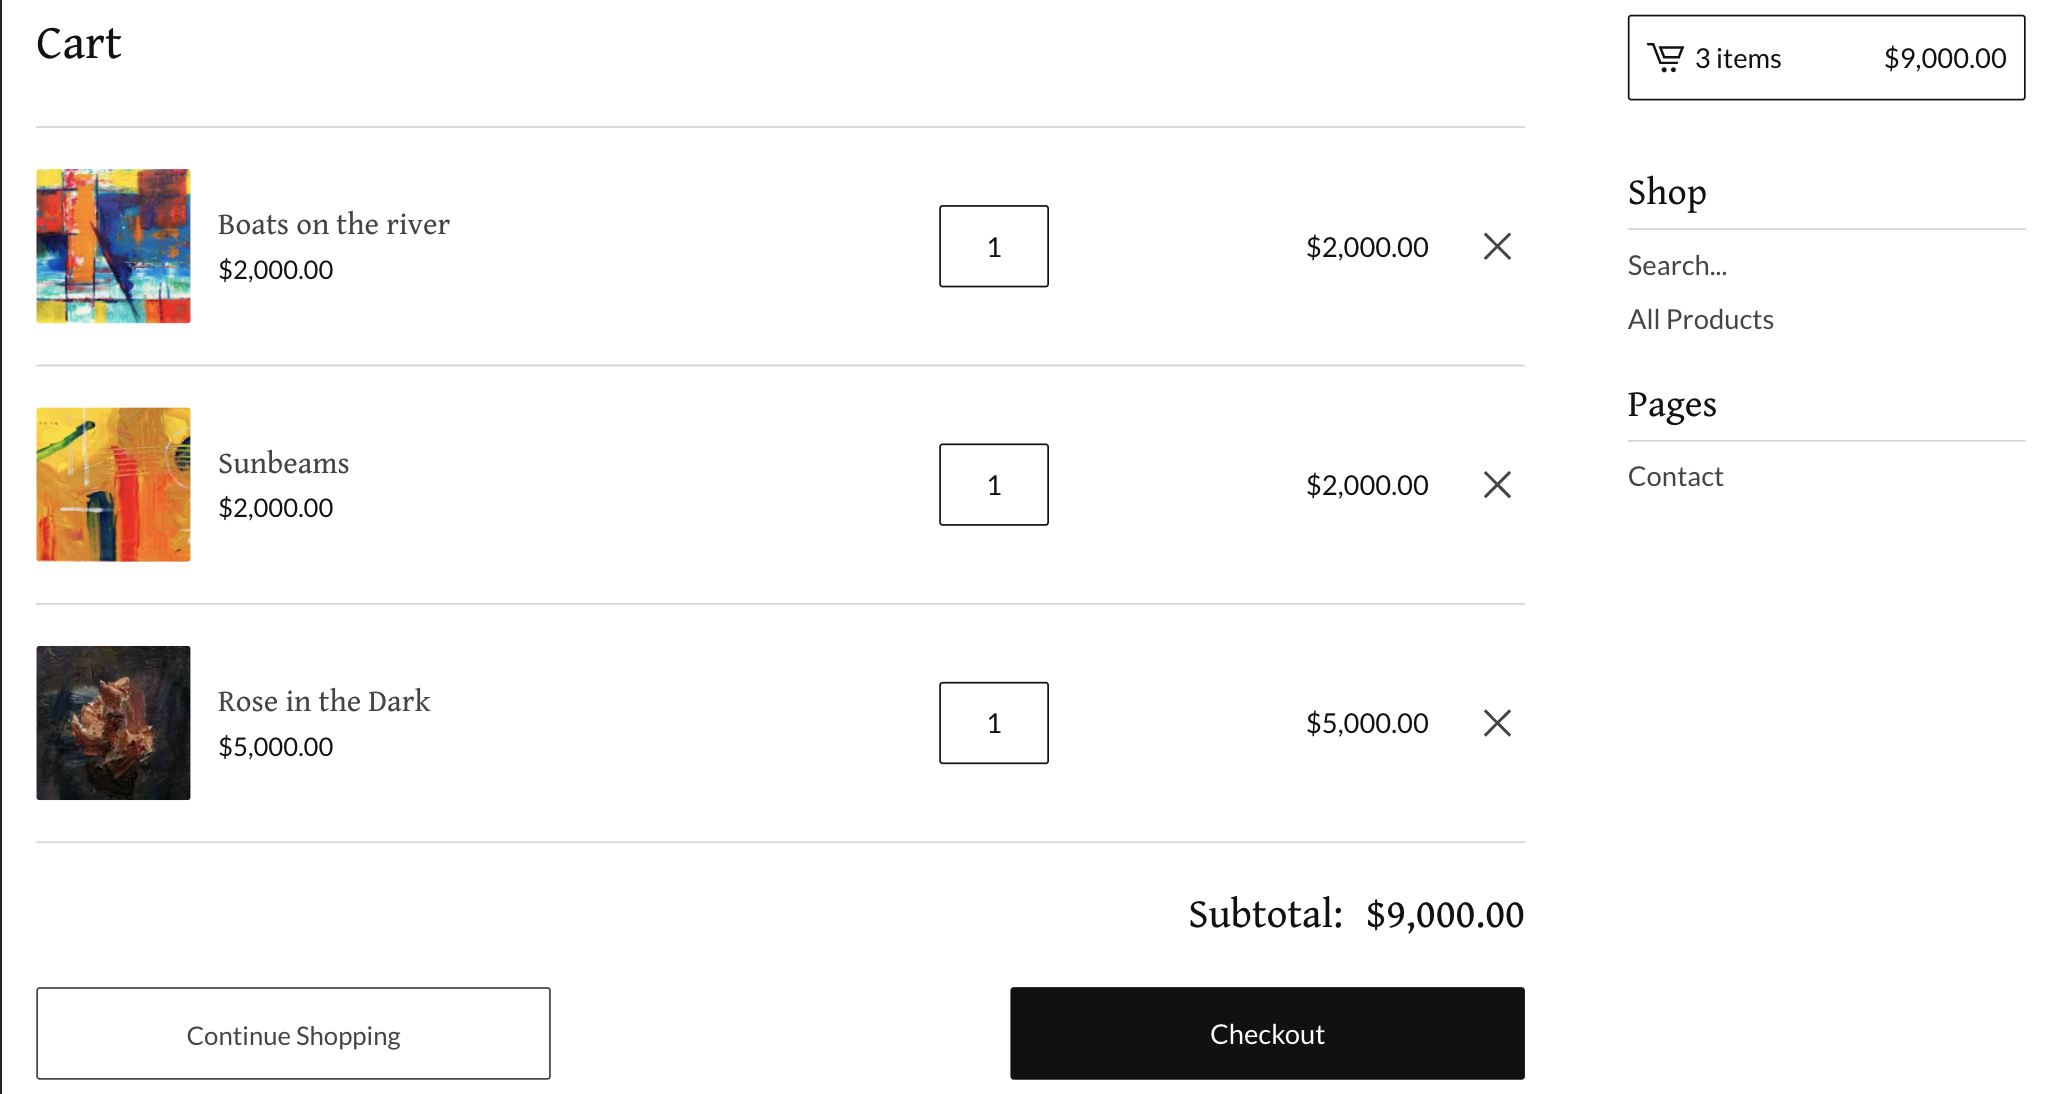 Cart
3 items $9,000.00
Boats on the river
$2,000.00
1
$2,000.00
Sunbeams
$2,000.00
1
$2,000.00
Rose in the Dark
$5,000.00
1
$5,000.00
Subtotal: $9,000.00
Continue Shopping
Checkout
Shop
Search...
All Products
Pages
Contact